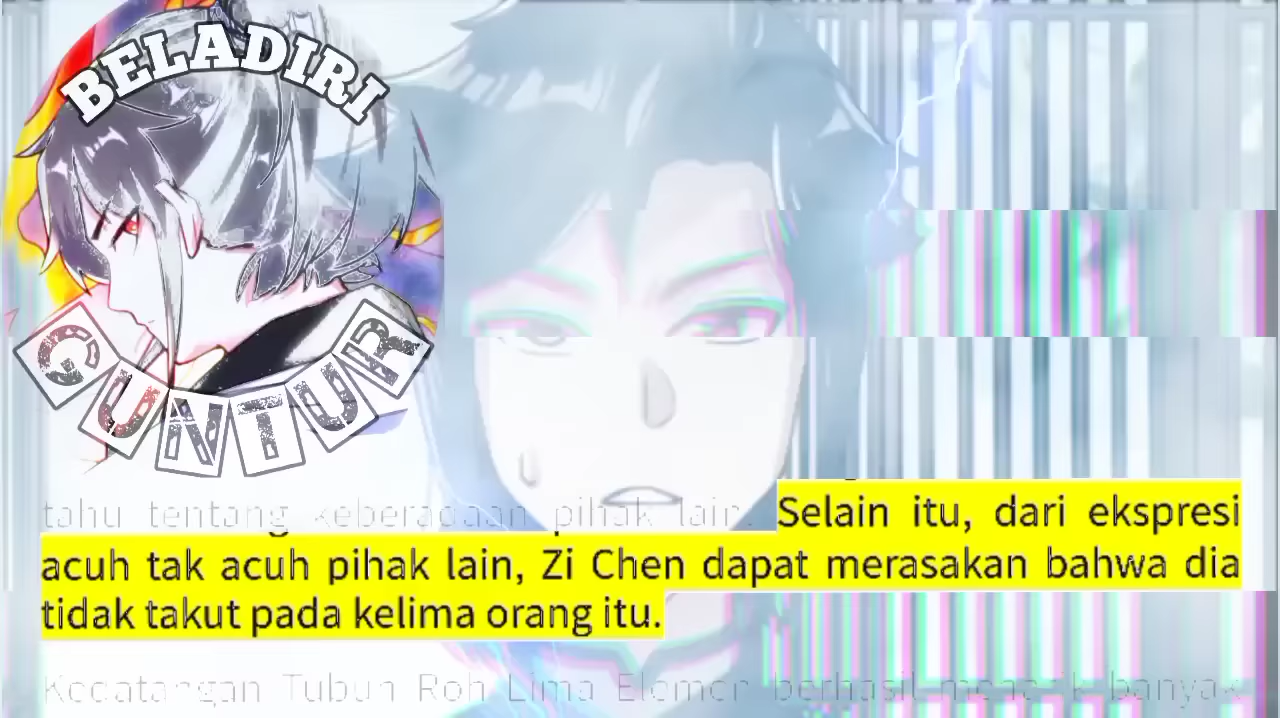 BELADIRI
GUNTUR
tahu tentang keberadaan pihak lain. Selain itu, dari ekspresi
acuh tak acuh pihak lain, Zi Chen dapat merasakan bahwa dia
tidak takut pada kelima orang itu.
Kedatangan Tubuh Roh Lima Elemen berhasil menarik banyak